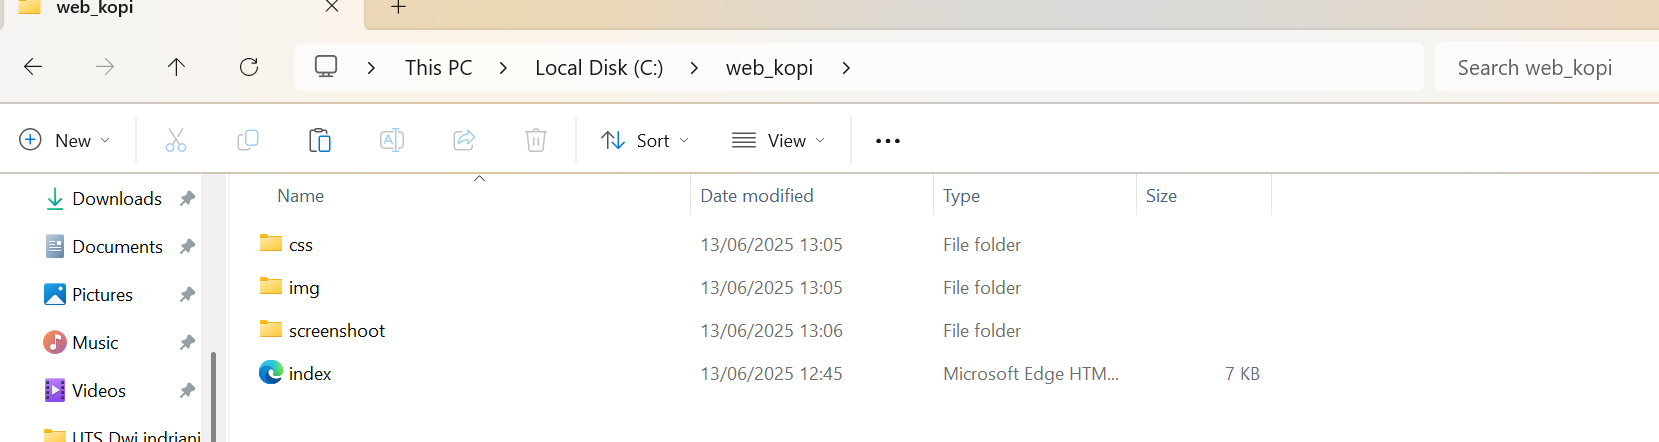 web_kopi
This PC Local Disk (C:) web_kopi Search web_kopi
New Sort View
Downloads
Documents
Pictures
Music
Videos
UTS Dwi indriani
Name Date modified Type Size
css 13/06/2025 13:05 File folder
img 13/06/2025 13:05 File folder
screenshoot 13/06/2025 13:06 File folder
index 13/06/2025 12:45 Microsoft Edge HTM... 7 KB